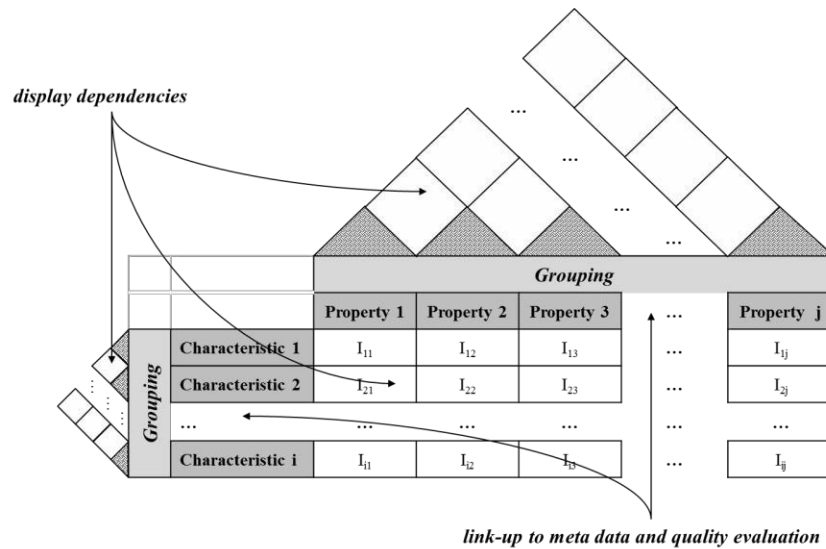 display dependencies
...
...
...
...
...
Grouping
Property 1 Property 2 Property 3 ... Property j
Characteristic 1 I11 I12 I13 ... I1j
Characteristic 2 I21 I22 I23 ... I2j
Grouping
... ... ... ... ... ...
Characteristic i Ii1 Ii2 Ii3 ... Iij
link-up to meta data and quality evaluation